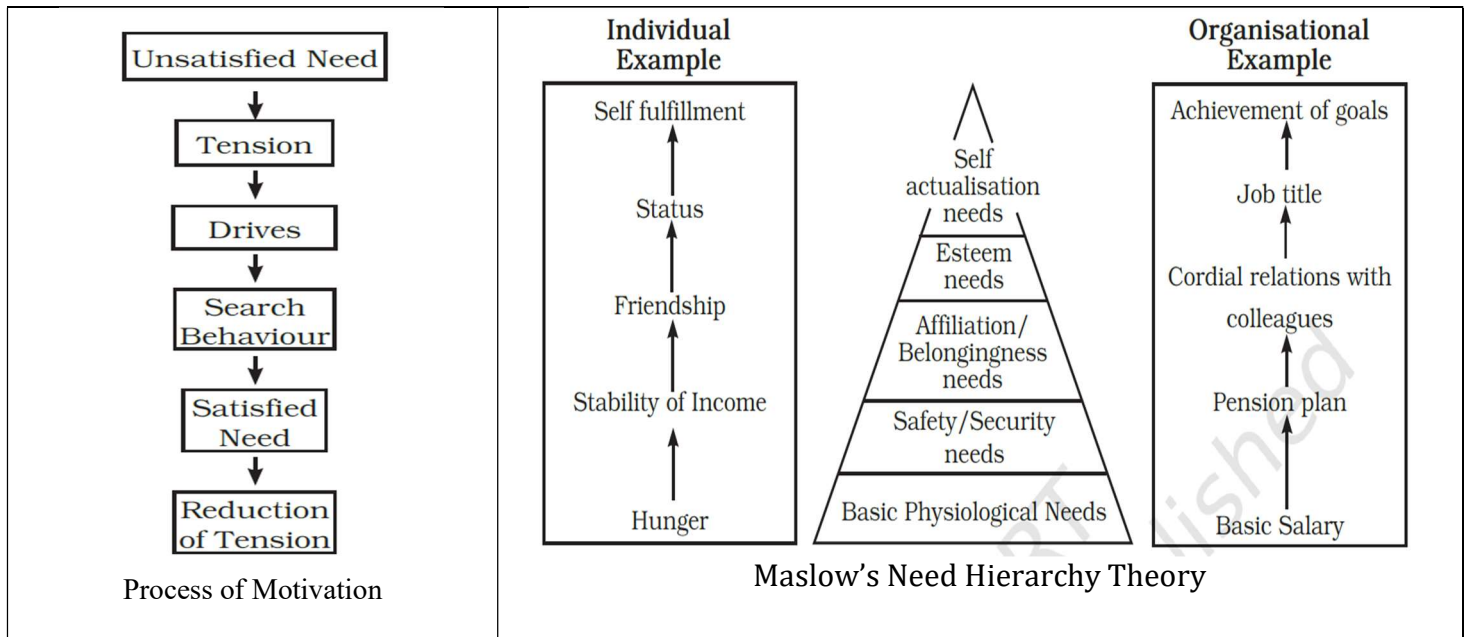 Unsatisfied Need
Tension
Drives
Search
Behaviour
Satisfied
Need
Reduction
of Tension
Process of Motivation
Individual
Example
Self fulfillment
Status
Friendship
Stability of Income
Hunger
Self
actualisation
needs
Esteem
needs
Affiliation/
Belongingness
needs
Safety/Security
needs
Basic Physiological Needs
Organisational
Example
Achievement of goals
Job title
Cordial relations with
colleagues
Pension plan
Basic Salary
Maslow's Need Hierarchy Theory